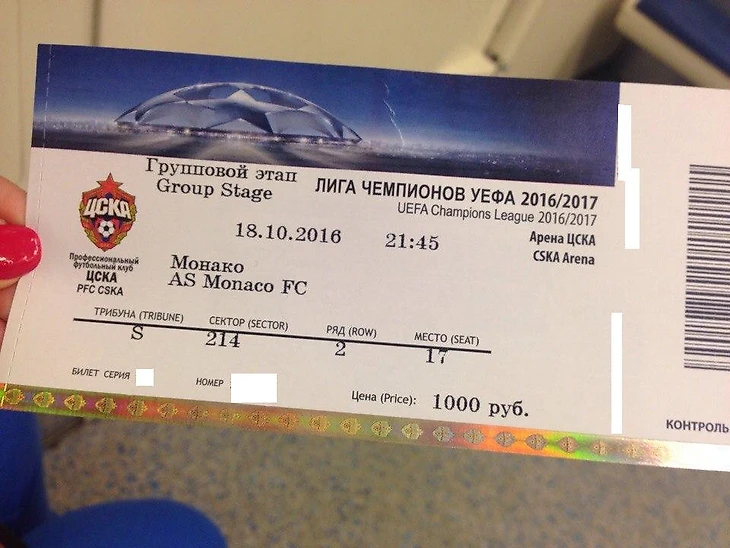 Групповой этап
Group Stage
ЛИГА ЧЕМПИОНОВ УЕФА 2016/2017
UEFA Champions League 2016/2017
ЦСКА
18.10.2016 21:45
Арена ЦСКА
CSKA Arena
Профессиональный
футбольный клуб
ЦСКА
PFC CSKA
Монако
AS Monaco FC
ТРИБУНА (TRIBUNE) СЕКТОР (SECTOR) РЯД (ROW) МЕСТО (SEAT)
S 214 2 17
БИЛЕТ СЕРИЯ НОМЕР Цена (Price): 1000 руб.
КОНТРОЛЬ